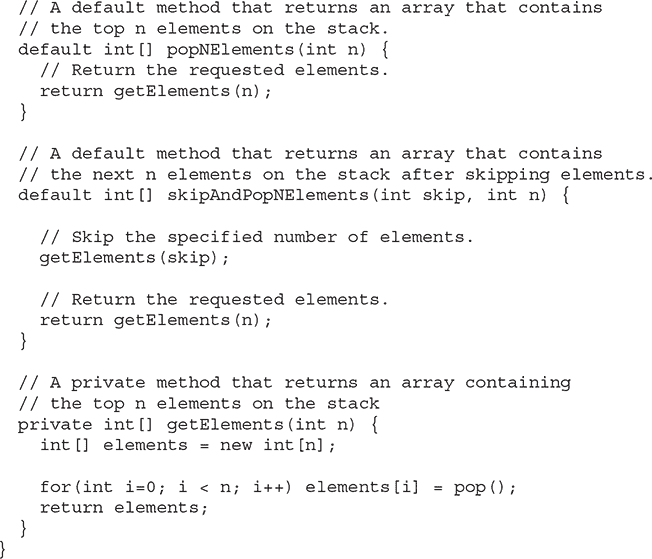 // A default method that returns an array that contains
  // the top n elements on the stack.
  default int[] popNElements(int n) {
    // Return the requested elements.
    return getElements(n);
  }

  // A default method that returns an array that contains
  // the next n elements on the stack after skipping elements.
  default int[] skipAndPopNElements(int skip, int n) {

    // Skip the specified number of elements.
    getElements(skip);

    // Return the requested elements.
    return getElements(n);
  }

  // A private method that returns an array containing
  // the top n elements on the stack
  private int[] getElements(int n) {
    int[] elements = new int[n];

    for(int i=0; i < n; i++) elements[i] = pop();
    return elements;
  }
}